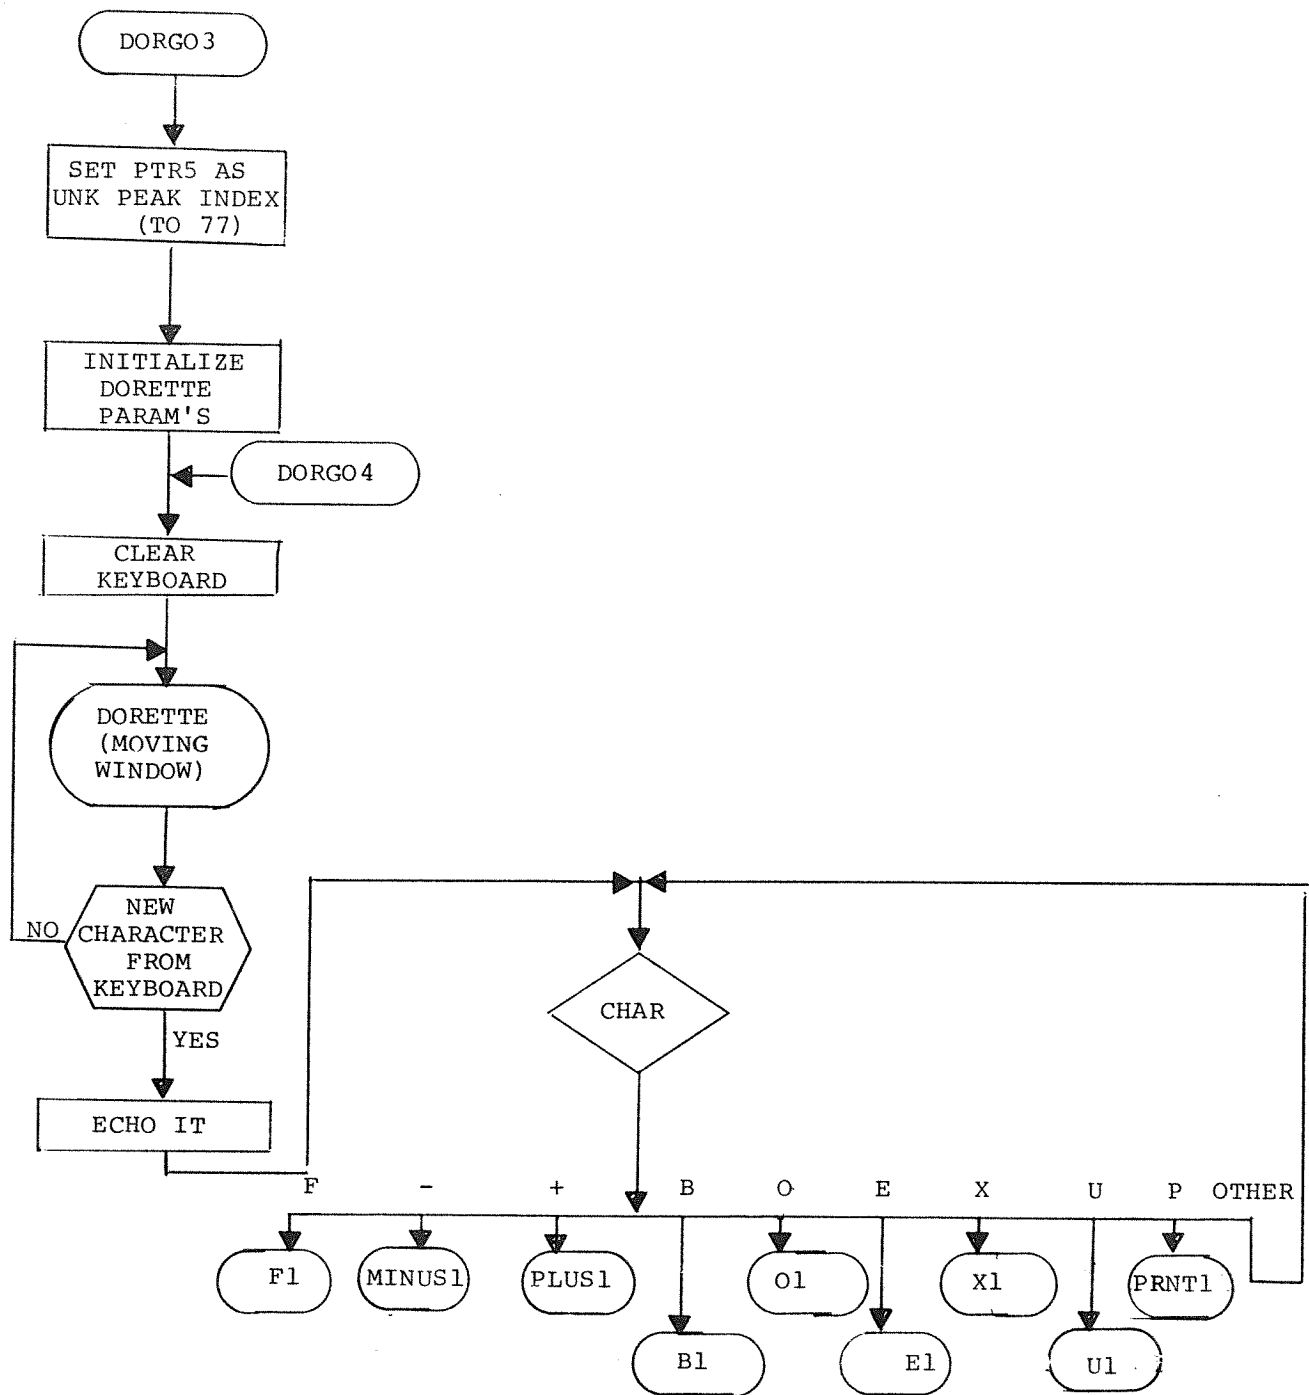 DORGO3
SET PTR5 AS
UNK PEAK INDEX
(TO 77)
INITIALIZE
DORETTE
PARAM'S
DORGO4
CLEAR
KEYBOARD
DORETTE
(MOVING
WINDOW)
NEW
CHARACTER
FROM
KEYBOARD
NO
YES
ECHO IT
CHAR
F - + B O E X U P OTHER
F1 MINUS1 PLUS1 O1 X1 PRNT1
B1 E1 U1